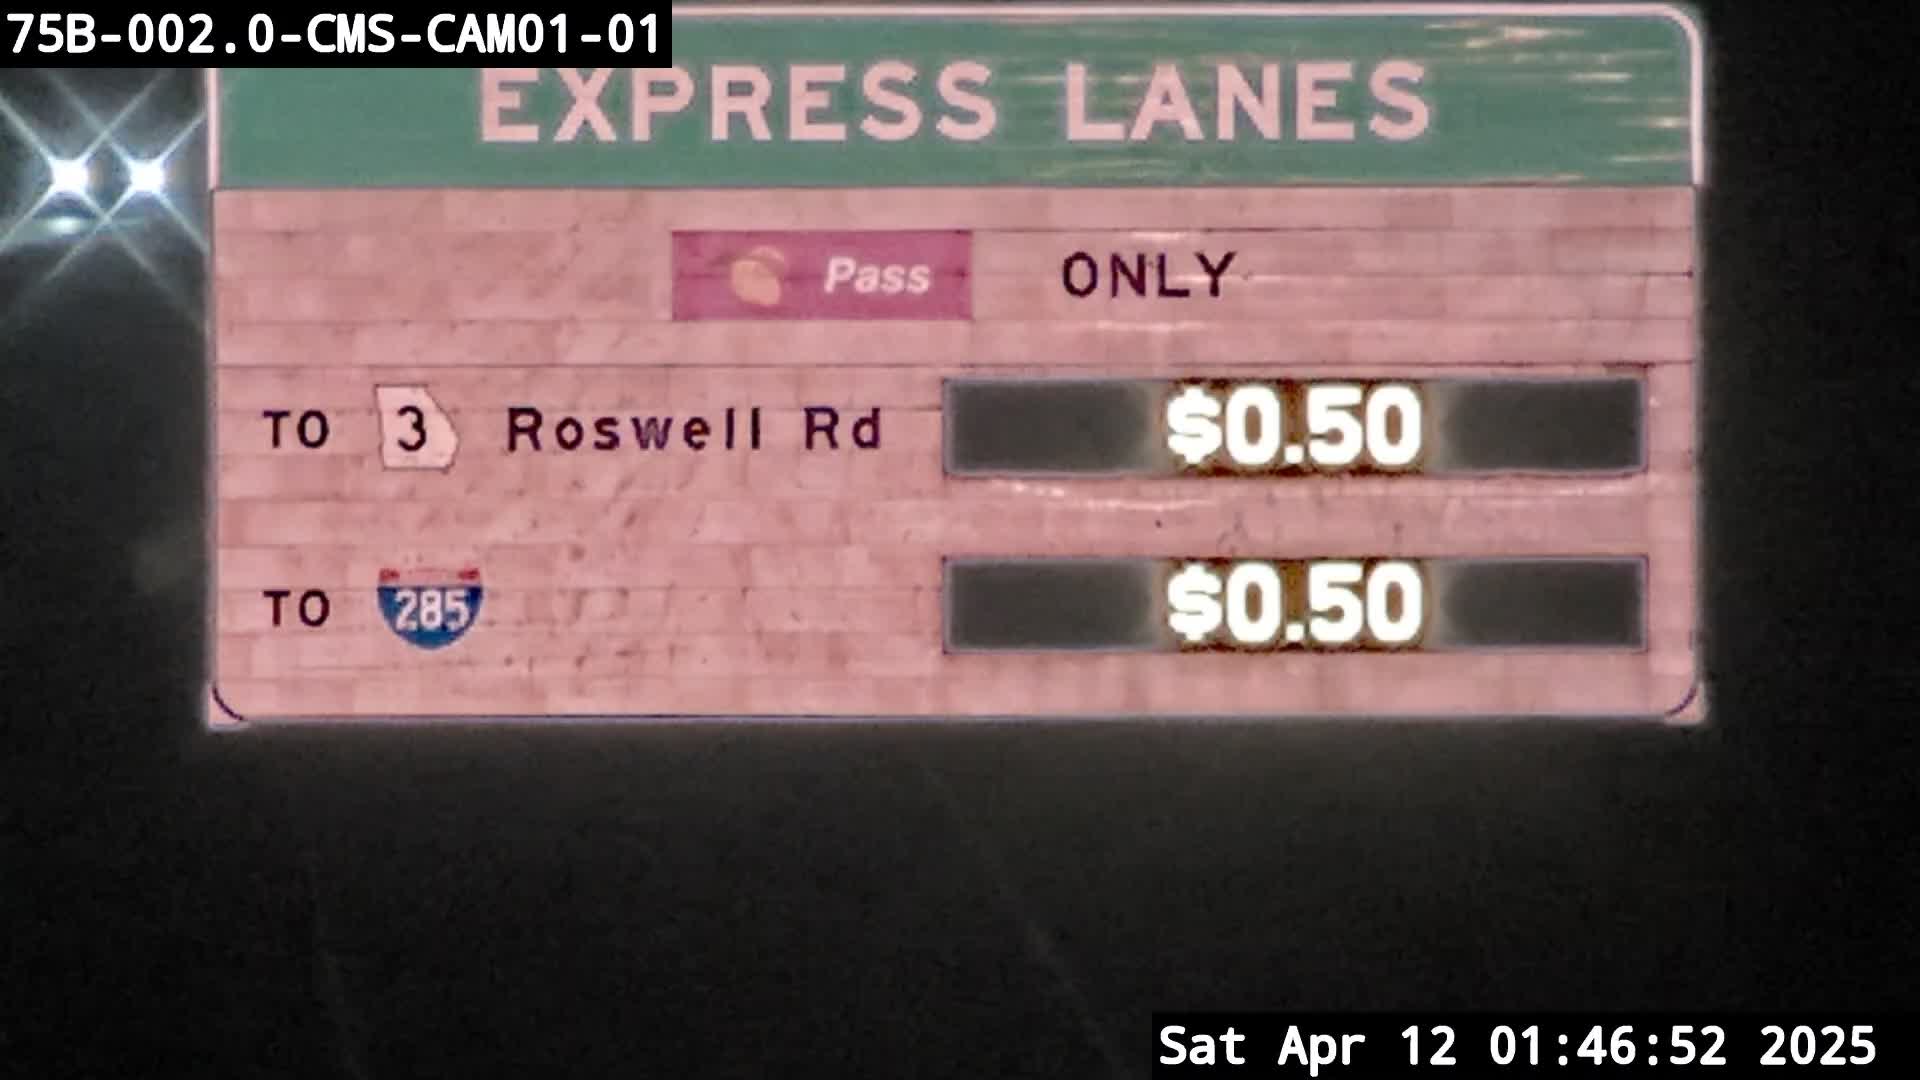 75B-002.0-CMS-CAM01-01
EXPRESS LANES
Pass ONLY
TO 3 Roswell Rd $0.50
TO 285 $0.50
Sat Apr 12 01:46:52 2025